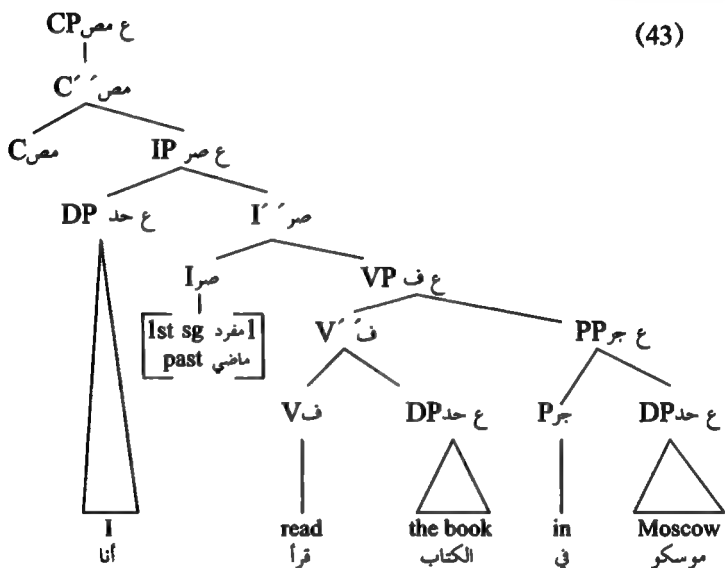 (43)
CP ع مص
C´´ مص
C مص IP ع صر
DP ع حد I´´ صر
I صر VP ع ف
1st sg مفرد 1
past ماضي
V´´ ف PP ع جر
V ف DP ع حد P جر DP ع حد
I read the book in Moscow
أنا قرأ الكتاب في موسكو